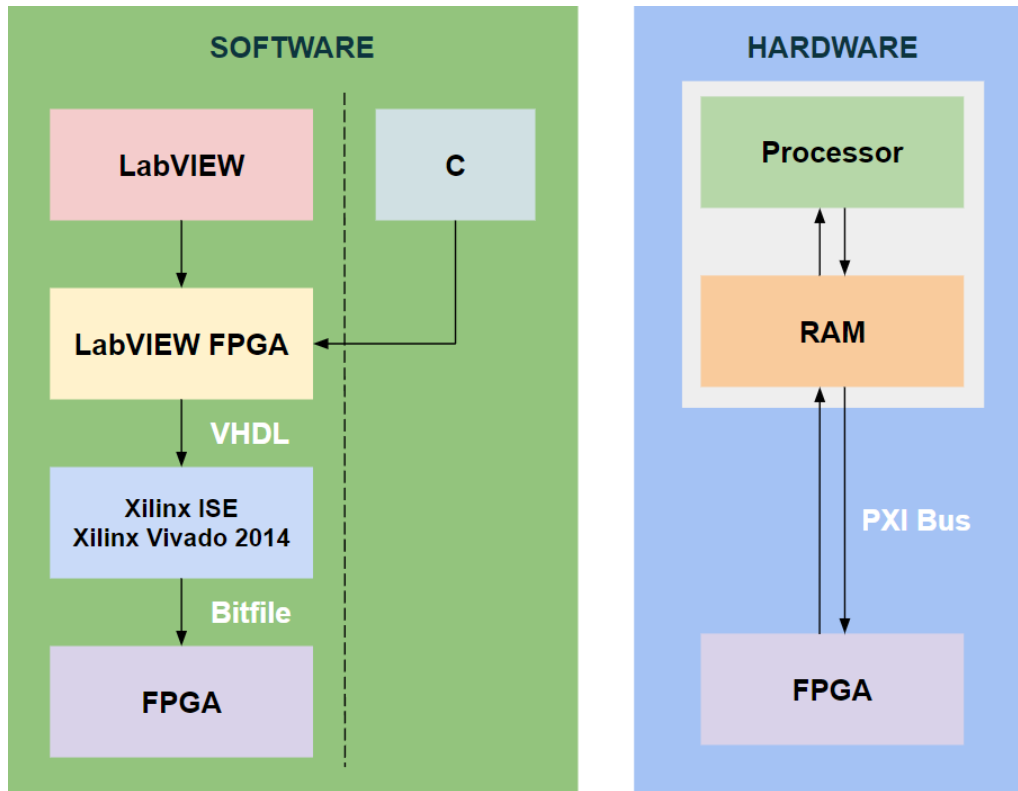 SOFTWARE
LabVIEW
C
LabVIEW FPGA
VHDL
Xilinx ISE
Xilinx Vivado 2014
Bitfile
FPGA
HARDWARE
Processor
RAM
PXI Bus
FPGA